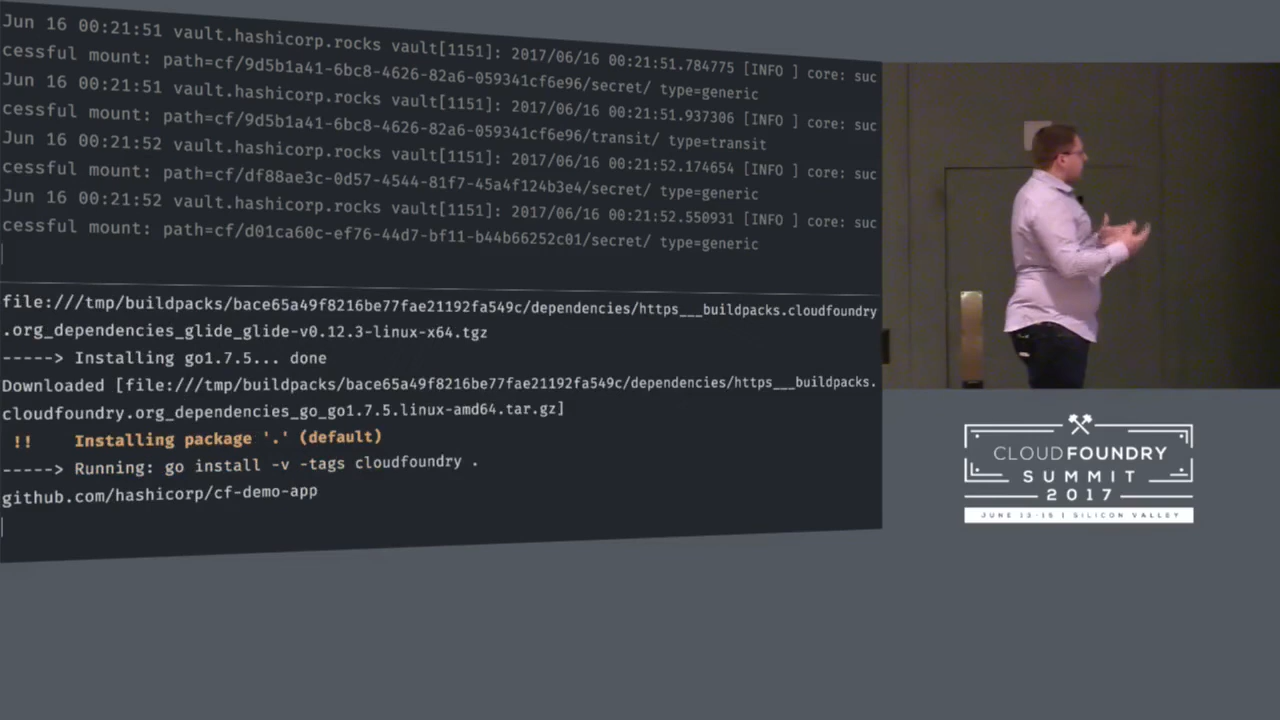 Jun 16 00:21:51 vault.hashicorp.rocks vault[1151]: 2017/06/16 00:21:51.784775 [INFO ] core: suc
cessful mount: path=cf/9d5b1a41-6bc8-4626-82a6-059341cf6e96/secret/ type=generic
Jun 16 00:21:51 vault.hashicorp.rocks vault[1151]: 2017/06/16 00:21:51.937306 [INFO ] core: suc
cessful mount: path=cf/9d5b1a41-6bc8-4626-82a6-059341cf6e96/transit/ type=transit
Jun 16 00:21:52 vault.hashicorp.rocks vault[1151]: 2017/06/16 00:21:52.174654 [INFO ] core: suc
cessful mount: path=cf/df88ae3c-0d57-4544-81f7-45a4f124b3e4/secret/ type=generic
Jun 16 00:21:52 vault.hashicorp.rocks vault[1151]: 2017/06/16 00:21:52.550931 [INFO ] core: suc
cessful mount: path=cf/d01ca60c-ef76-44d7-bf11-b44b66252c01/secret/ type=generic
file:///tmp/buildpacks/bace65a49f8216be77fae21192fa549c/dependencies/https___buildpacks.cloudfoundry
.org_dependencies_glide_glide-v0.12.3-linux-x64.tgz
-----> Installing go1.7.5... done
Downloaded [file:///tmp/buildpacks/bace65a49f8216be77fae21192fa549c/dependencies/https___buildpacks.
cloudfoundry.org_dependencies_go_go1.7.5.linux-amd64.tar.gz]
!! Installing package '.' (default)
-----> Running: go install -v -tags cloudfoundry .
github.com/hashicorp/cf-demo-app
CLOUDFOUNDRY
SUMMIT
2017
JUNE 13-15 | SILICON VALLEY